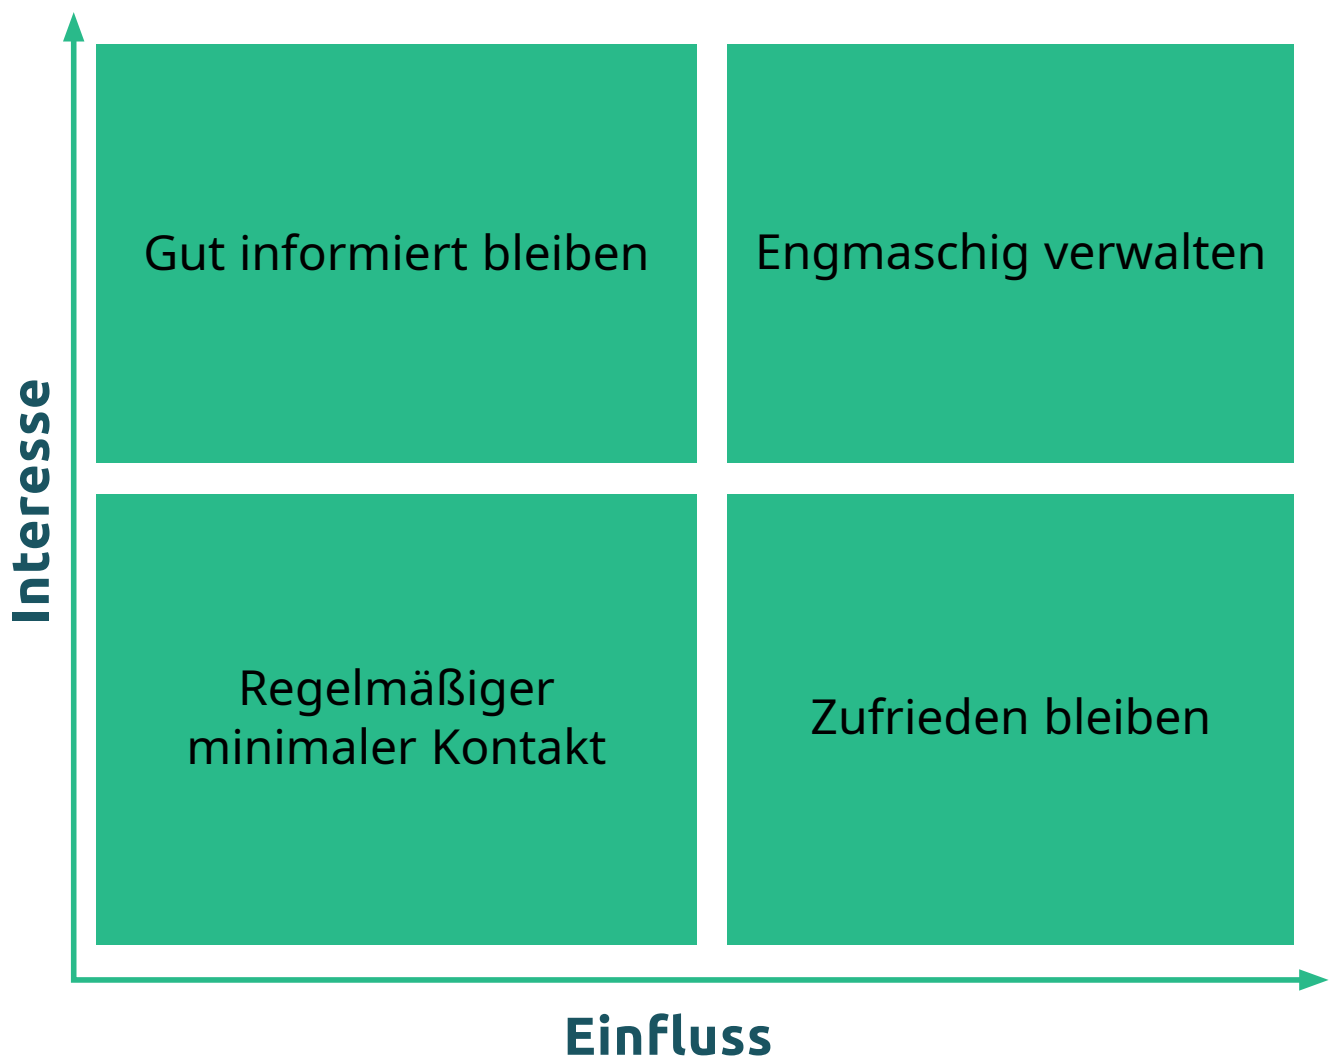 Gut informiert bleiben
Engmaschig verwalten
Interesse
Regelmäßiger
minimaler Kontakt
Zufrieden bleiben
Einfluss